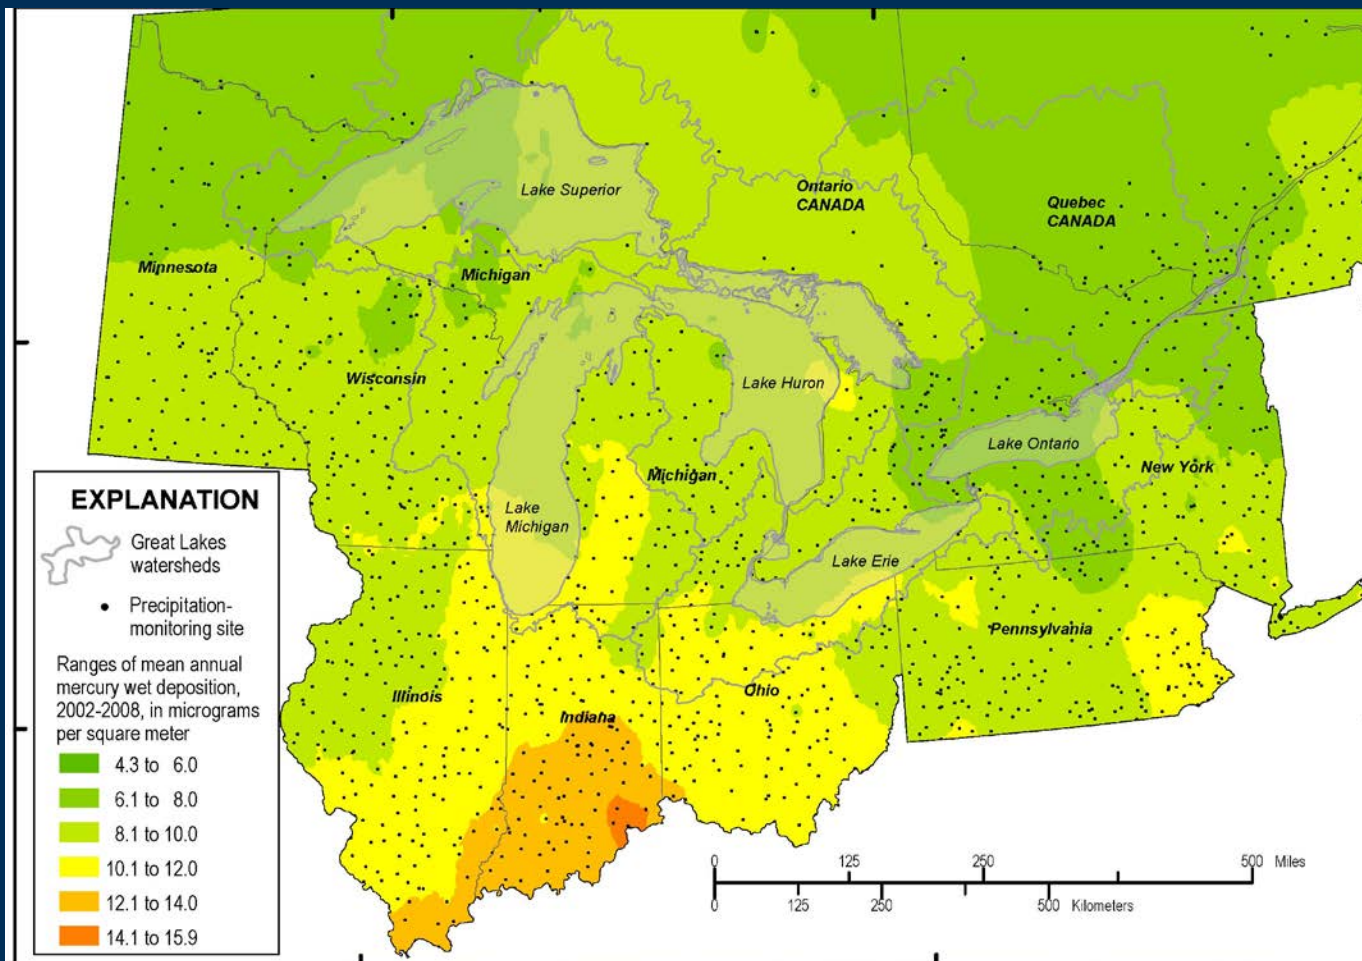 Lake Superior
Ontario
CANADA
Quebec
CANADA
Minnesota
Michigan
Wisconsin
Lake Huron
Lake Ontario
Michigan
New York
Lake
Michigan
Lake Erie
Pennsylvania
Illinois
Ohio
Indiana
EXPLANATION
Great Lakes
watersheds
Precipitation-
monitoring site
Ranges of mean annual
mercury wet deposition,
2002-2008, in micrograms
per square meter
4.3 to 6.0
6.1 to 8.0
8.1 to 10.0
10.1 to 12.0
12.1 to 14.0
14.1 to 15.9
0 125 250 500 Miles
0 125 250 500 Kilometers